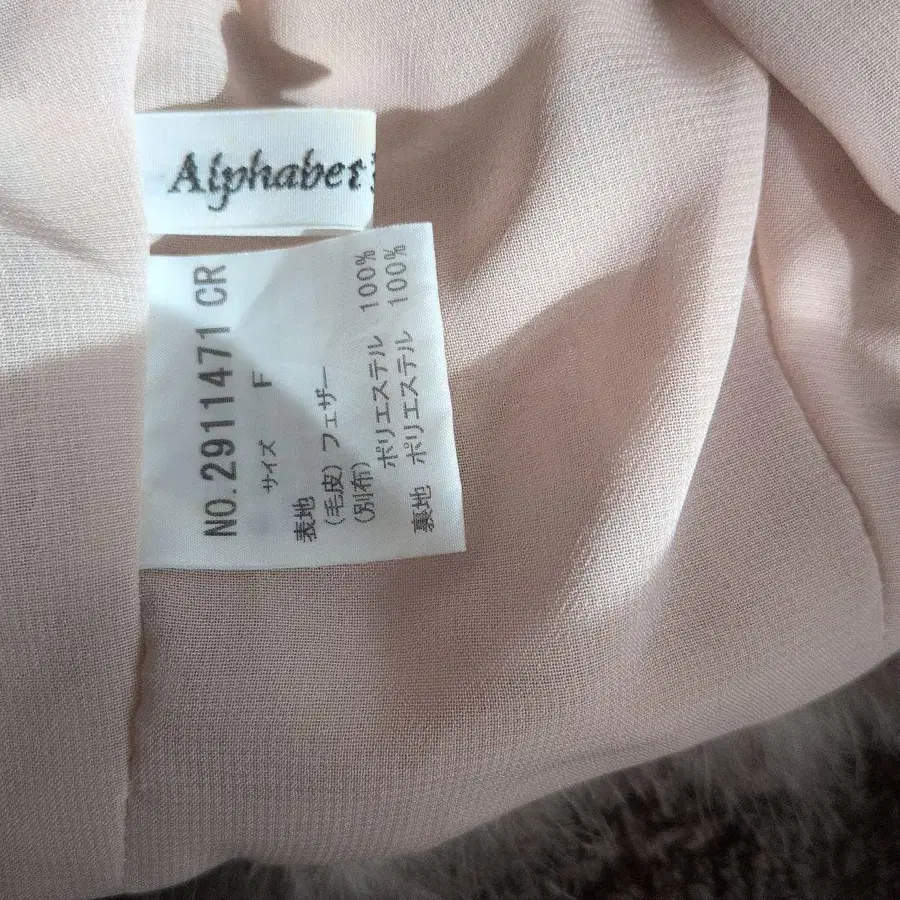 Alphabet's
NO.2911471 CR
サイズ F
表地
(毛皮) フェザー
(別布)
ポリエステル 100%
裏地 ポリエステル 100%